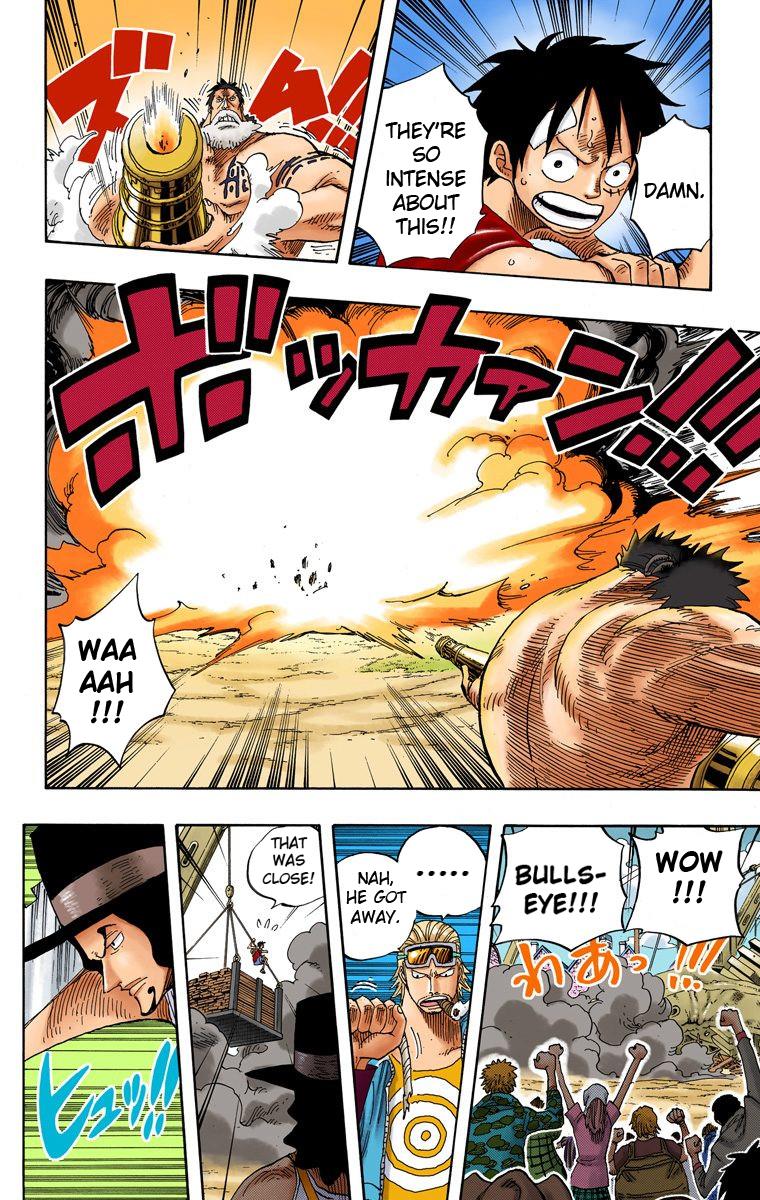 DAMN.
THEY'RE
SO
INTENSE
ABOUT
THIS!!
ズム!!
ボッカァン!!!
WAA
AAH
!!!
WOW
!!!
BULLS-
EYE!!!
わあっ!!!
.....
NAH,
HE GOT
AWAY.
THAT
WAS
CLOSE!
ヒュッ!!